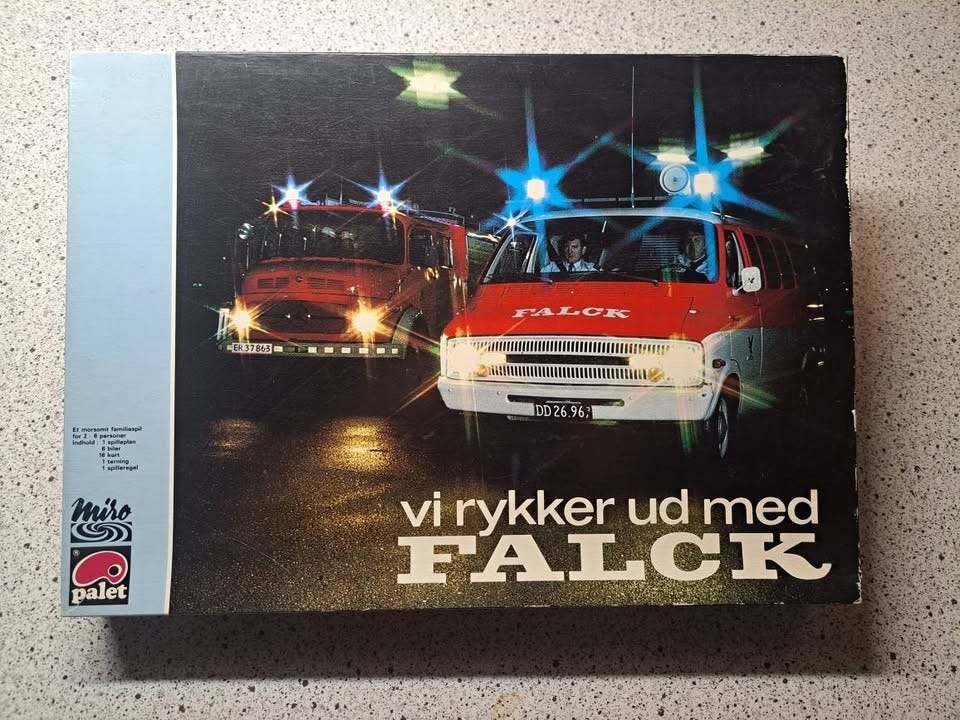 FALCK
ER 37 863
DD 26.96
Et morsomt familiespil
for 2 - 6 personer
indhold : 1 spilleplan
6 biler
16 kort
1 terning
1 spilleregel
miro
®
palet
vi rykker ud med
FALCK